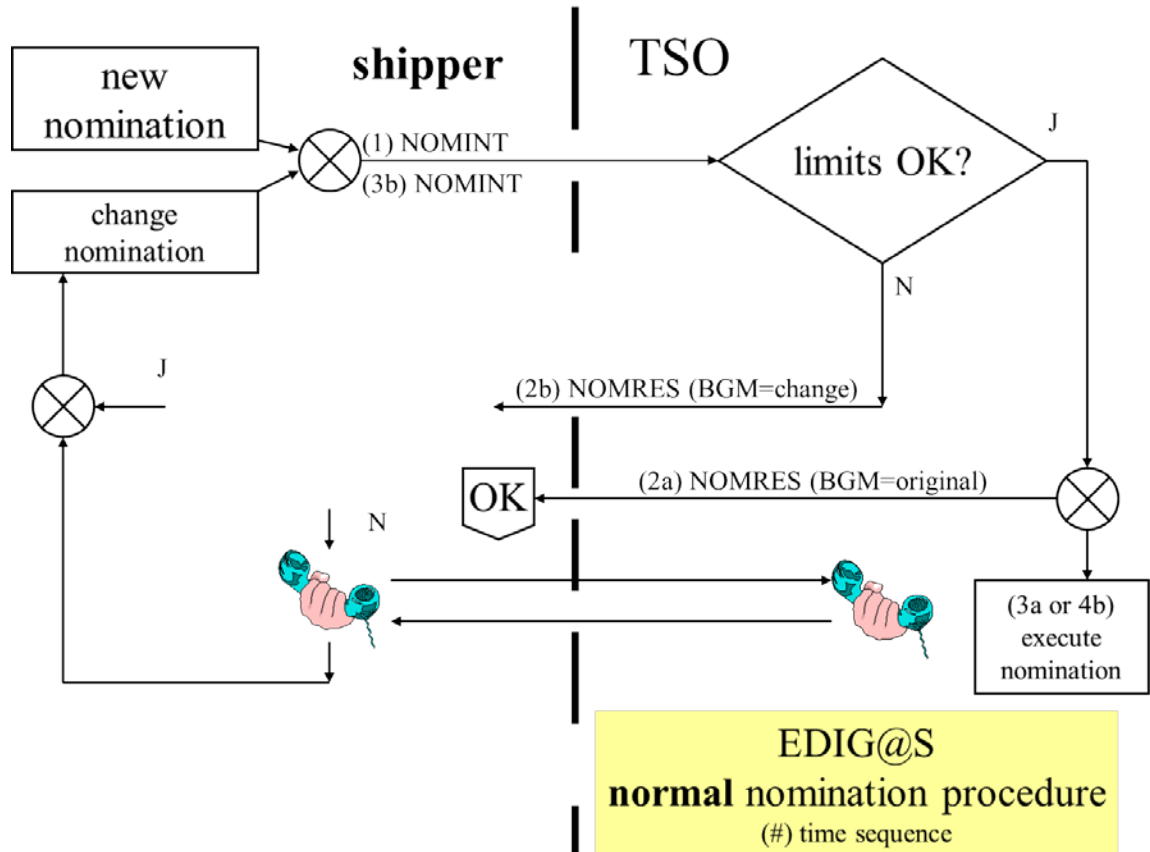 new
nomination
shipper
TSO
(1) NOMINT
(3b) NOMINT
limits OK?
J
change
nomination
N
J
(2b) NOMRES (BGM=change)
OK
(2a) NOMRES (BGM=original)
N
(3a or 4b)
execute
nomination
EDIG@S
normal nomination procedure
(#) time sequence